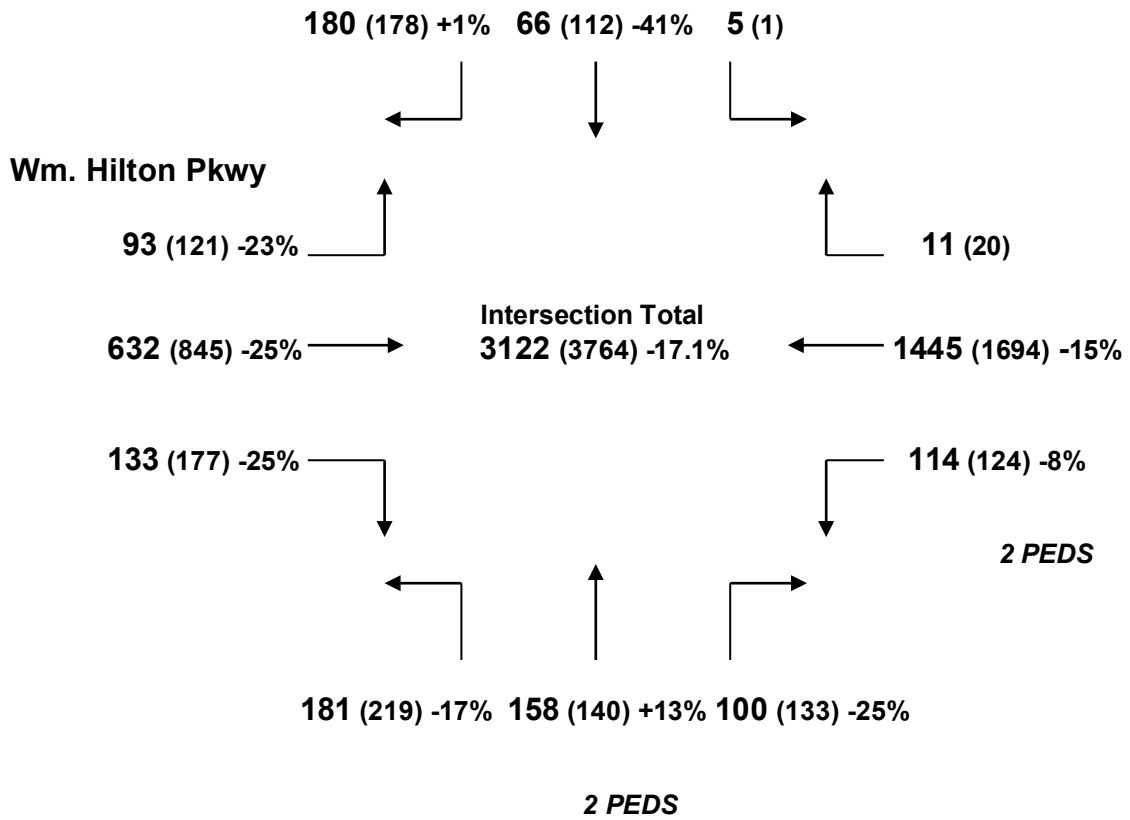 180 (178) +1% 66 (112) -41% 5 (1)
Wm. Hilton Pkwy
93 (121) -23% 11 (20)
Intersection Total
632 (845) -25% 3122 (3764) -17.1% 1445 (1694) -15%
133 (177) -25% 114 (124) -8%
2 PEDS
181 (219) -17% 158 (140) +13% 100 (133) -25%
2 PEDS